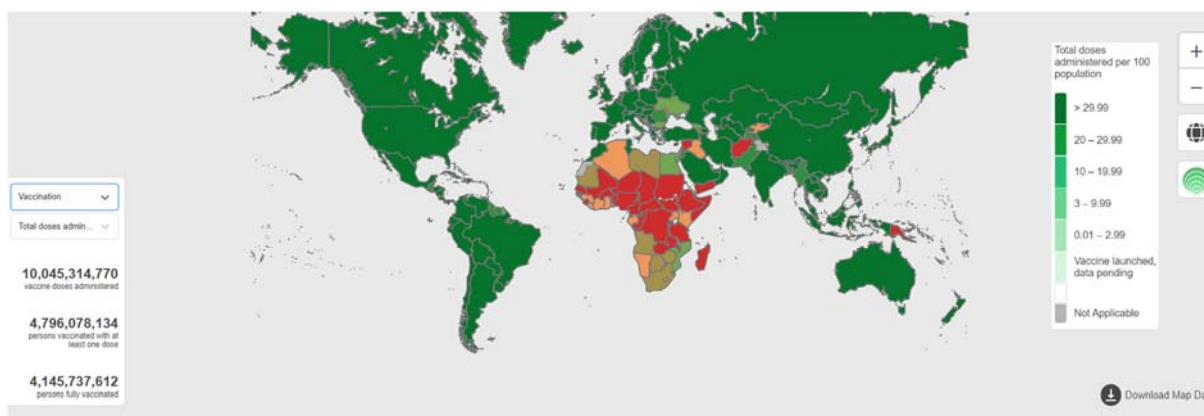 Vaccination
Total doses admin...
10,045,314,770
vaccine doses administered
4,796,078,134
persons vaccinated with at
least one dose
4,145,737,612
persons fully vaccinated
Total doses
administered per 100
population
> 29.99
20 – 29.99
10 – 19.99
3 – 9.99
0.01 – 2.99
Vaccine launched,
data pending
Not Applicable
+
−
Download Map Da